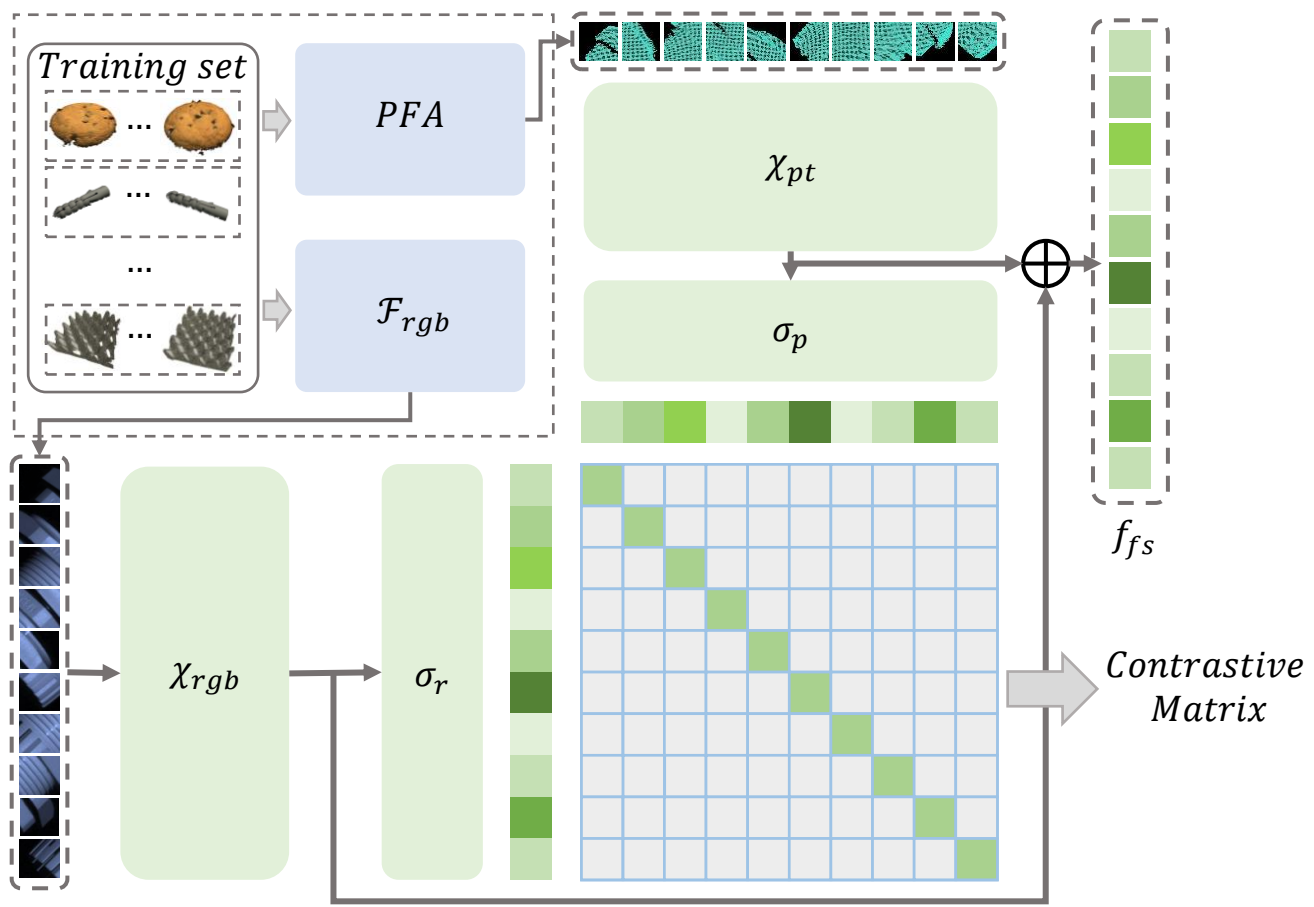 Training set
...
...
...
...
PFA
ℱ_rgb
χ_pt
σ_p
χ_rgb
σ_r
f_fs
Contrastive
Matrix